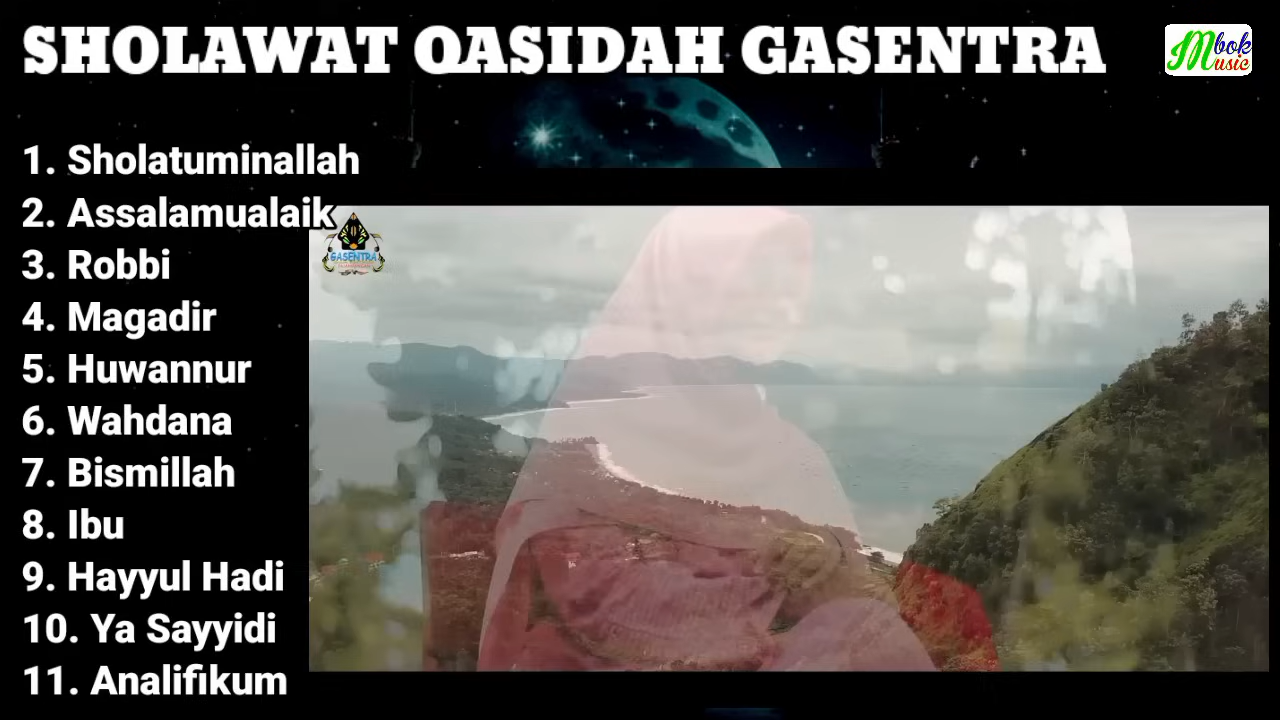 SHOLAWAT QASIDAH GASENTRA
Mbok
Music
1. Sholatuminallah
2. Assalamualaik
3. Robbi
4. Magadir
5. Huwannur
6. Wahdana
7. Bismillah
8. Ibu
9. Hayyul Hadi
10. Ya Sayyidi
11. Analifikum
GASENTRA